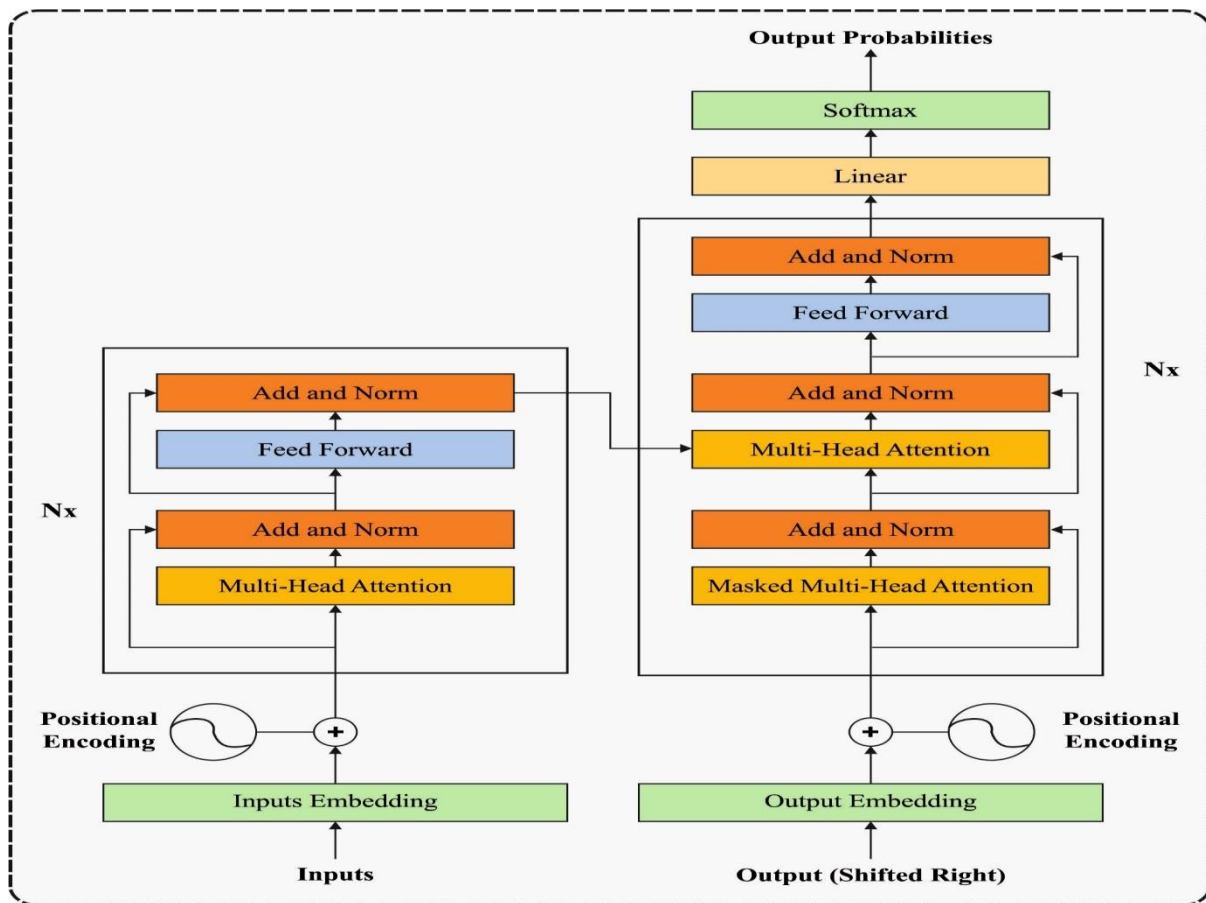 Output Probabilities
Softmax
Linear
Add and Norm
Feed Forward
Nx
Add and Norm
Multi-Head Attention
Add and Norm
Masked Multi-Head Attention
Add and Norm
Feed Forward
Nx
Add and Norm
Multi-Head Attention
Positional
Encoding
+
+
Positional
Encoding
Inputs Embedding
Output Embedding
Inputs
Output (Shifted Right)